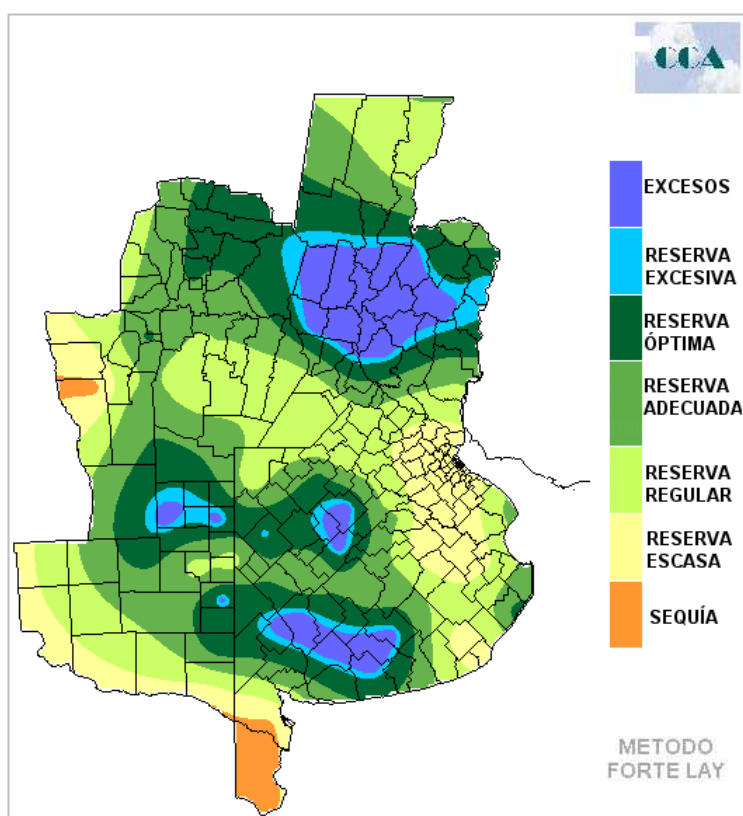 CCA
EXCESOS
RESERVA
EXCESIVA
RESERVA
ÓPTIMA
RESERVA
ADECUADA
RESERVA
REGULAR
RESERVA
ESCASA
SEQUÍA
METODO
FORTE LAY